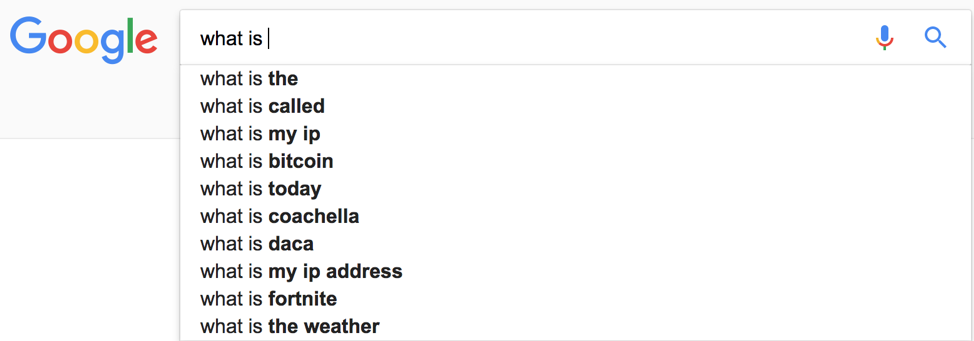 Google
what is
what is the
what is called
what is my ip
what is bitcoin
what is today
what is coachella
what is daca
what is my ip address
what is fortnite
what is the weather